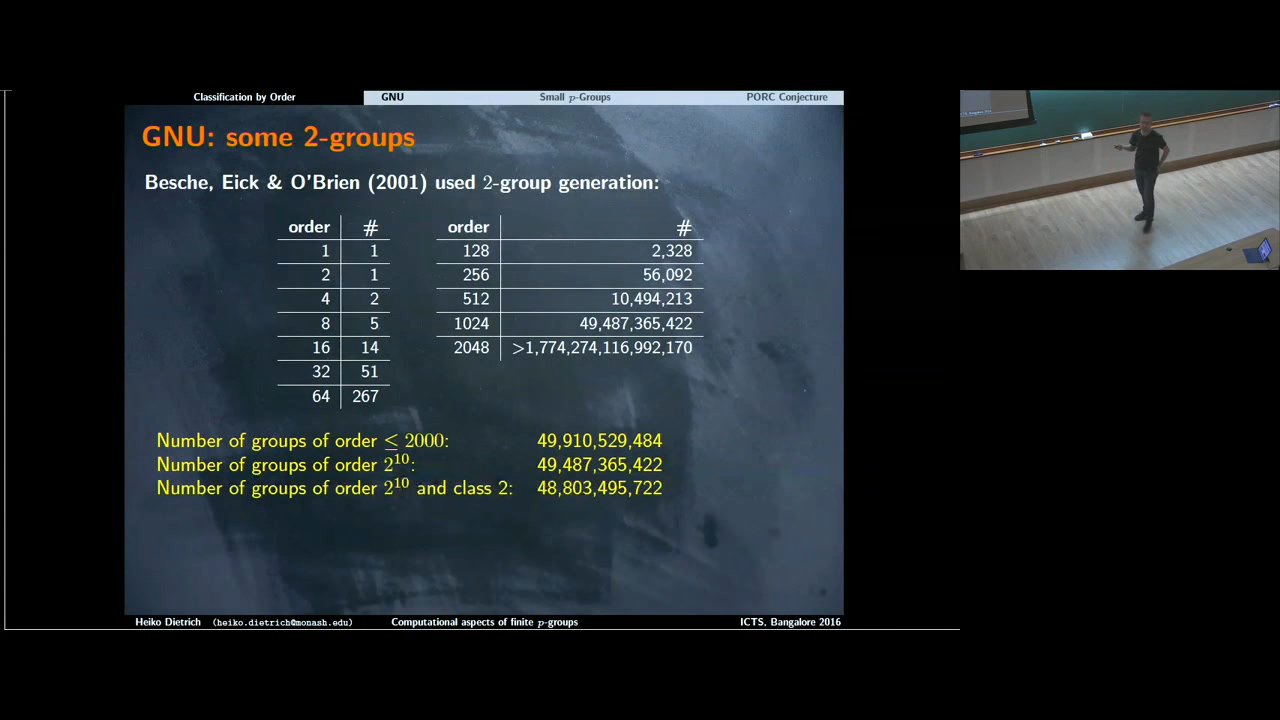 Classification by Order GNU Small p-Groups PORC Conjecture
GNU: some 2-groups
Besche, Eick & O'Brien (2001) used 2-group generation:
order # order #
1 1 128 2,328
2 1 256 56,092
4 2 512 10,494,213
8 5 1024 49,487,365,422
16 14 2048 >1,774,274,116,992,170
32 51
64 267
Number of groups of order ≤ 2000: 49,910,529,484
Number of groups of order 2¹⁰: 49,487,365,422
Number of groups of order 2¹⁰ and class 2: 48,803,495,722
Heiko Dietrich (heiko.dietrich@monash.edu) Computational aspects of finite p-groups ICTS, Bangalore 2016